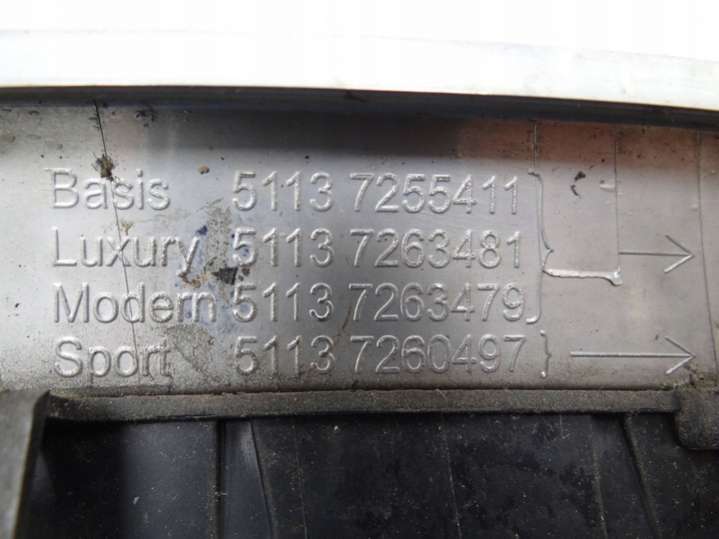 Basis 5113 7255411
Luxury 5113 7263481
Modern 5113 7263479
Sport 5113 7260497